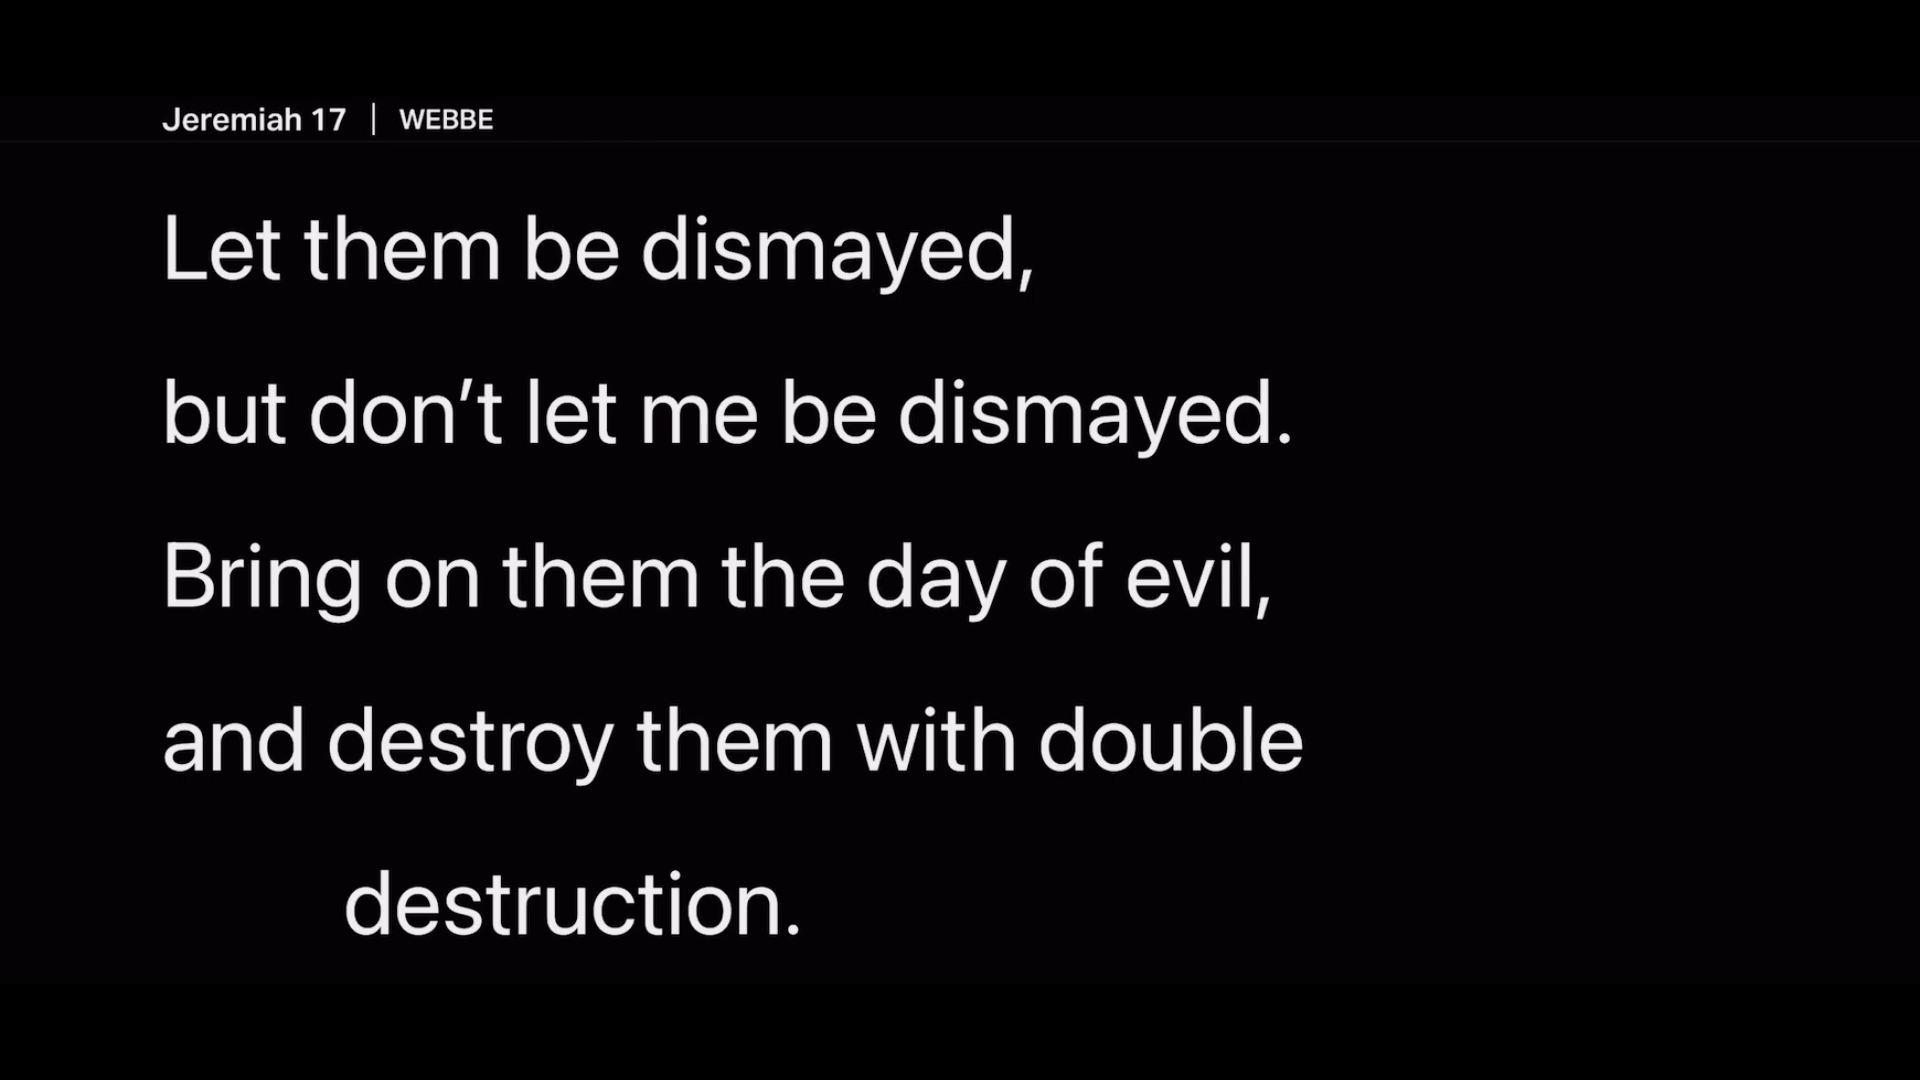 Jeremiah 17 | WEBBE
Let them be dismayed,
but don’t let me be dismayed.
Bring on them the day of evil,
and destroy them with double
destruction.